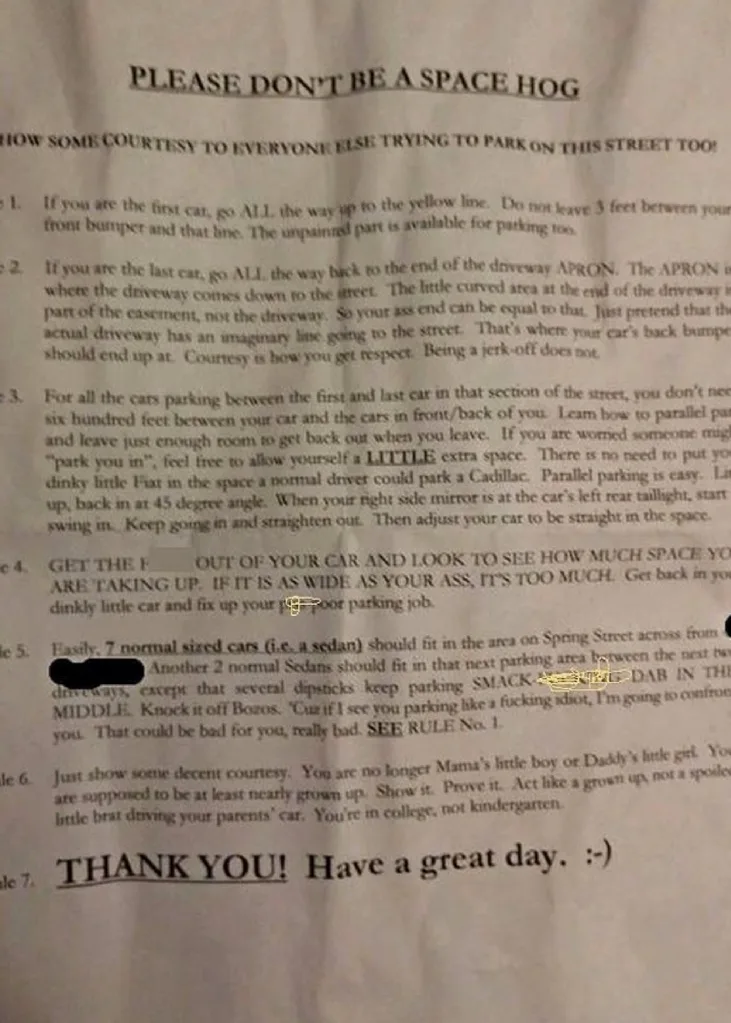 PLEASE DON'T BE A SPACE HOG
HOW SOME COURTESY TO EVERYONE ELSE TRYING TO PARK ON THIS STREET TOO!
e 1. If you are the first car, go ALL the way up to the yellow line. Do not leave 3 feet between your
front bumper and that line. The unpainted part is available for parking too.
e 2. If you are the last car, go ALL the way back to the end of the driveway APRON. The APRON i
where the driveway comes down to the street. The little curved area at the end of the driveway i
part of the easement, not the driveway. So your ass end can be equal to that. Just pretend that the
actual driveway has an imaginary line going to the street. That's where your car's back bumpe
should end up at. Courtesy is how you get respect. Being a jerk-off does not.
e 3. For all the cars parking between the first and last car in that section of the street, you don't nee
six hundred feet between your car and the cars in front/back of you. Learn how to parallel par
and leave just enough room to get back out when you leave. If you are worried someone mig
"park you in", feel free to allow yourself a LITTLE extra space. There is no need to put yo
dinky little Fiat in the space a normal driver could park a Cadillac. Parallel parking is easy. Li
up, back in at 45 degree angle. When your right side mirror is at the car's left rear taillight, start
swing in. Keep going in and straighten out. Then adjust your car to be straight in the space.
e 4. GET THE F OUT OF YOUR CAR AND LOOK TO SEE HOW MUCH SPACE YO
ARE TAKING UP. IF IT IS AS WIDE AS YOUR ASS, IT'S TOO MUCH. Get back in you
dinkly little car and fix up your p poor parking job.
le 5. Easily, 7 normal sized cars (i.e. a sedan) should fit in the area on Spring Street across from
Another 2 normal Sedans should fit in that next parking area between the next two
driveways, except that several dipsticks keep parking SMACK DAB IN THE
MIDDLE. Knock it off Bozos. 'Cuz if I see you parking like a fucking idiot, I'm going to confron
you. That could be bad for you, really bad. SEE RULE No. 1.
le 6. Just show some decent courtesy. You are no longer Mama's little boy or Daddy's little girl. You
are supposed to be at least nearly grown up. Show it. Prove it. Act like a grown up, not a spoiled
little brat driving your parents' car. You're in college, not kindergarten.
ule 7. THANK YOU! Have a great day. :-)